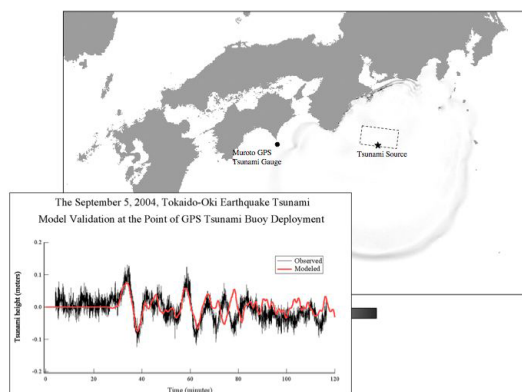 Muroto GPS
Tsunami Gauge
Tsunami Source
The September 5, 2004, Tokaido-Oki Earthquake Tsunami
Model Validation at the Point of GPS Tsunami Buoy Deployment
Observed
Modeled
Tsunami height (meters)
0.2
0.1
0.0
-0.1
-0.2
0 20 40 60 80 100 120
Time (minutes)